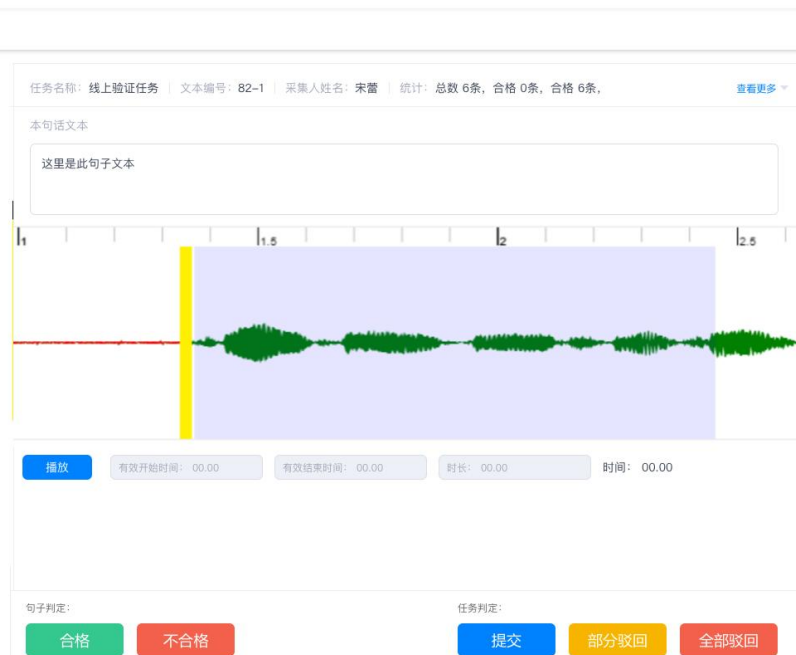 任务名称: 线上验证任务 文本编号: 82-1 采集人姓名: 宋蕾 统计: 总数 6条, 合格 0条, 合格 6条, 查看更多
本句话文本
这里是此句子文本
1 1.5 2 2.5
播放 有效开始时间: 00.00 有效结束时间: 00.00 时长: 00.00 时间: 00.00
句子判定: 任务判定:
合格 不合格 提交 部分驳回 全部驳回